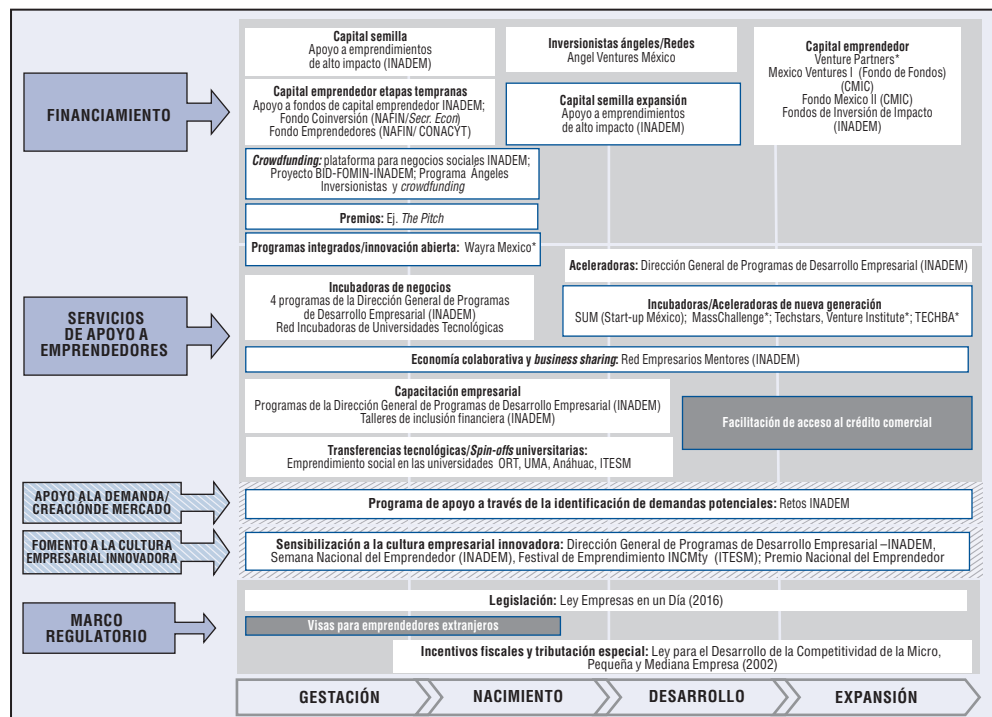 FINANCIAMIENTO
Capital semilla
Apoyo a emprendimientos
de alto impacto (INADEM)
Inversionistas ángeles/Redes
Angel Ventures México
Capital emprendedor
Venture Partners*
Mexico Ventures I (Fondo de Fondos)
(CMIC)
Fondo Mexico II (CMIC)
Fondos de Inversión de Impacto
(INADEM)
Capital emprendedor etapas tempranas
Apoyo a fondos de capital emprendedor INADEM;
Fondo Coinversión (NAFIN/Secr. Econ)
Fondo Emprendedores (NAFIN/ CONACYT)
Capital semilla expansión
Apoyo a emprendimientos
de alto impacto (INADEM)
Crowdfunding: plataforma para negocios sociales INADEM;
Proyecto BID-FOMIN-INADEM; Programa Ángeles
Inversionistas y crowdfunding
Premios: Ej. The Pitch
Programas integrados/innovación abierta: Wayra Mexico*
SERVICIOS
DE APOYO A
EMPRENDEDORES
Aceleradoras: Dirección General de Programas de Desarrollo Empresarial (INADEM)
Incubadoras de negocios
4 programas de la Dirección General de Programas
de Desarrollo Empresarial (INADEM)
Red Incubadoras de Universidades Tecnológicas
Incubadoras/Aceleradoras de nueva generación
SUM (Start-up México); MassChallenge*; Techstars, Venture Institute*; TECHBA*
Economía colaborativa y business sharing: Red Empresarios Mentores (INADEM)
Capacitación empresarial
Programas de la Dirección General de Programas de Desarrollo Empresarial (INADEM)
Talleres de inclusión financiera (INADEM)
Facilitación de acceso al crédito comercial
Transferencias tecnológicas/Spin-offs universitarias:
Emprendimiento social en las universidades ORT, UMA, Anáhuac, ITESM
APOYO ALA DEMANDA/
CREACIÓNDE MERCADO
Programa de apoyo a través de la identificación de demandas potenciales: Retos INADEM
FOMENTO A LA CULTURA
EMPRESARIAL INNOVADORA
Sensibilización a la cultura empresarial innovadora: Dirección General de Programas de Desarrollo Empresarial –INADEM,
Semana Nacional del Emprendedor (INADEM), Festival de Emprendimiento INCMty (ITESM); Premio Nacional del Emprendedor
MARCO
REGULATORIO
Legislación: Ley Empresas en un Día (2016)
Visas para emprendedores extranjeros
Incentivos fiscales y tributación especial: Ley para el Desarrollo de la Competitividad de la Micro,
Pequeña y Mediana Empresa (2002)
GESTACIÓN
NACIMIENTO
DESARROLLO
EXPANSIÓN